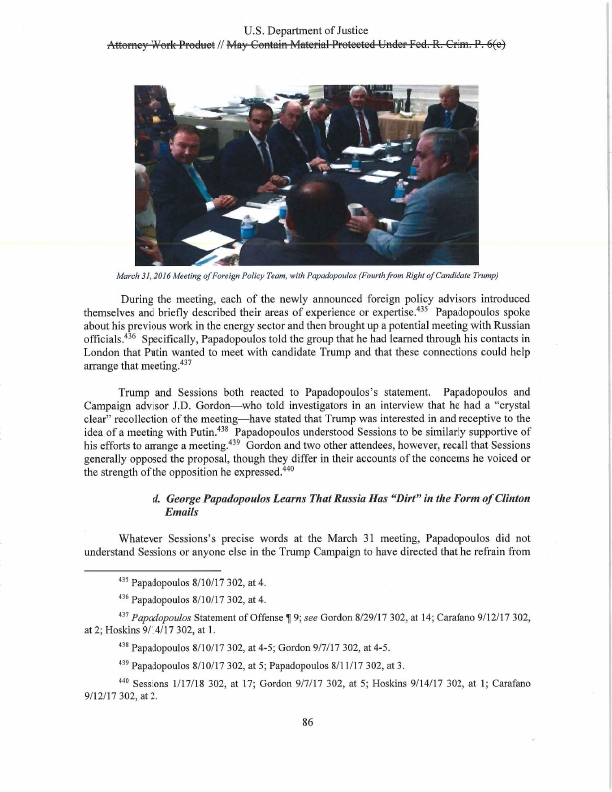 U.S. Department of Justice
Attorney Work Product // May Contain Material Protected Under Fed. R. Crim. P. 6(e)
March 31, 2016 Meeting of Foreign Policy Team, with Papadopoulos (Fourth from Right of Candidate Trump)
During the meeting, each of the newly announced foreign policy advisors introduced
themselves and briefly described their areas of experience or expertise.435 Papadopoulos spoke
about his previous work in the energy sector and then brought up a potential meeting with Russian
officials.436 Specifically, Papadopoulos told the group that he had learned through his contacts in
London that Putin wanted to meet with candidate Trump and that these connections could help
arrange that meeting.437
Trump and Sessions both reacted to Papadopoulos's statement. Papadopoulos and
Campaign advisor J.D. Gordon—who told investigators in an interview that he had a "crystal
clear" recollection of the meeting—have stated that Trump was interested in and receptive to the
idea of a meeting with Putin.438 Papadopoulos understood Sessions to be similarly supportive of
his efforts to arrange a meeting.439 Gordon and two other attendees, however, recall that Sessions
generally opposed the proposal, though they differ in their accounts of the concerns he voiced or
the strength of the opposition he expressed.440
d. George Papadopoulos Learns That Russia Has "Dirt" in the Form of Clinton
Emails
Whatever Sessions's precise words at the March 31 meeting, Papadopoulos did not
understand Sessions or anyone else in the Trump Campaign to have directed that he refrain from
435 Papadopoulos 8/10/17 302, at 4.
436 Papadopoulos 8/10/17 302, at 4.
437 Papadopoulos Statement of Offense ¶ 9; see Gordon 8/29/17 302, at 14; Carafano 9/12/17 302,
at 2; Hoskins 9/14/17 302, at 1.
438 Papadopoulos 8/10/17 302, at 4-5; Gordon 9/7/17 302, at 4-5.
439 Papadopoulos 8/10/17 302, at 5; Papadopoulos 8/11/17 302, at 3.
440 Sessions 1/17/18 302, at 17; Gordon 9/7/17 302, at 5; Hoskins 9/14/17 302, at 1; Carafano
9/12/17 302, at 2.
86